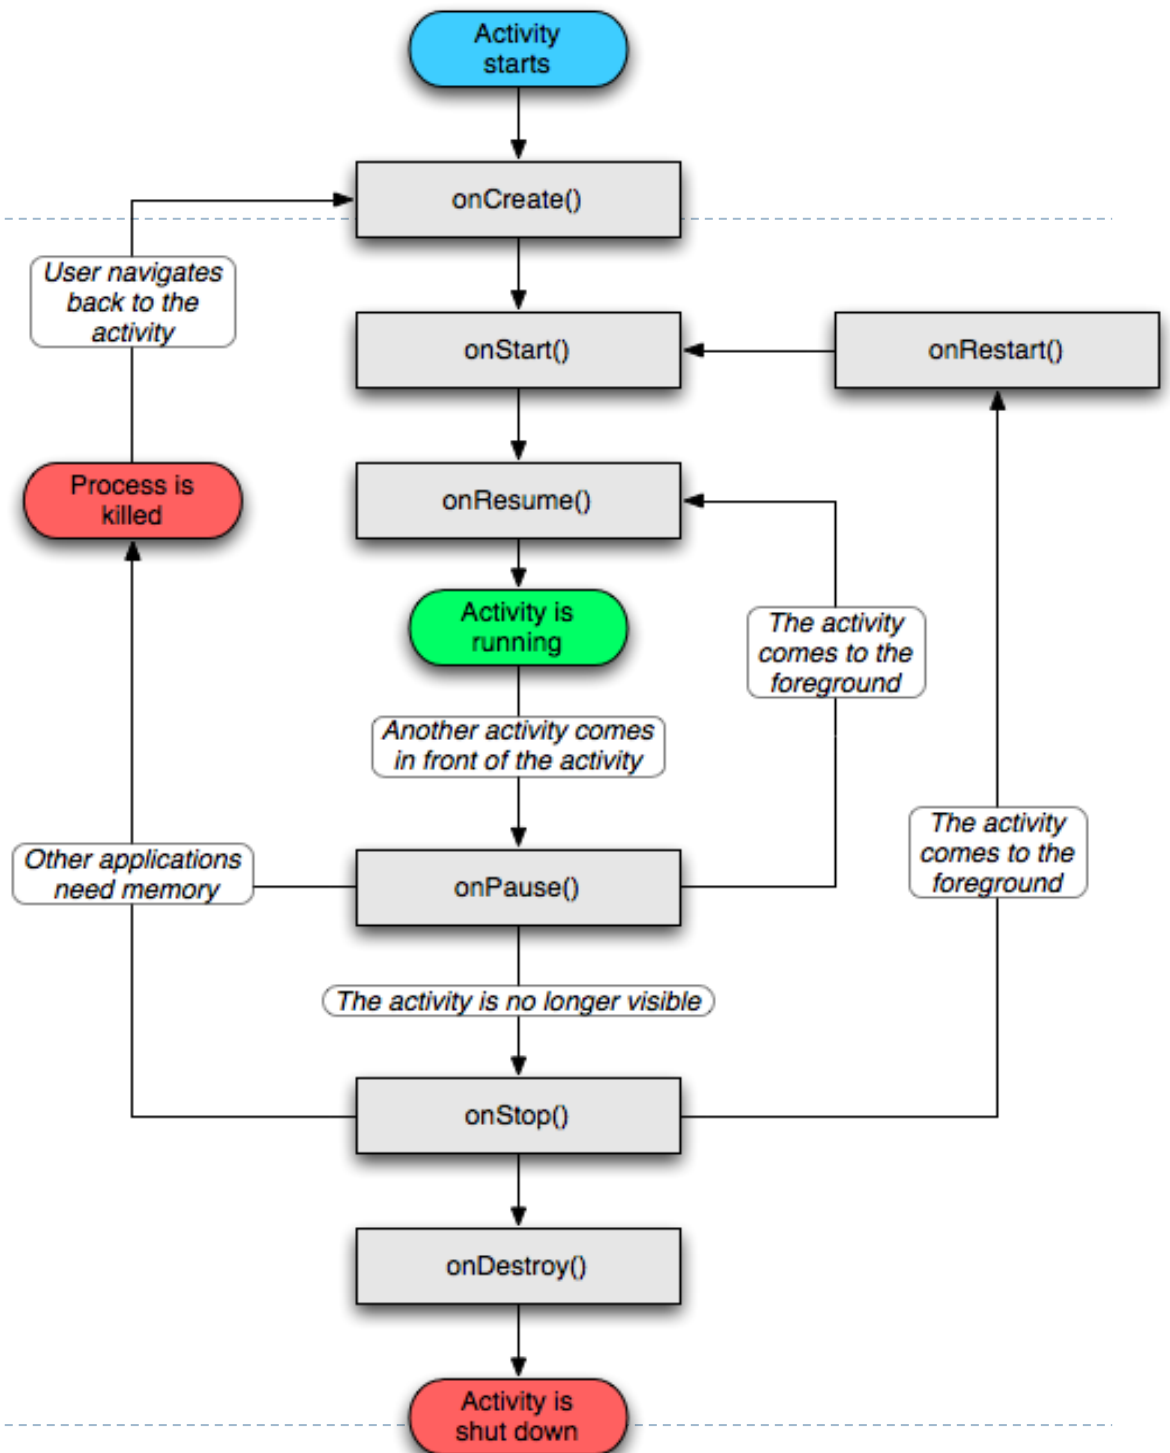 Activity
starts
onCreate()
User navigates
back to the
activity
onStart()
onRestart()
Process is
killed
onResume()
Activity is
running
The activity
comes to the
foreground
Another activity comes
in front of the activity
Other applications
need memory
onPause()
The activity
comes to the
foreground
The activity is no longer visible
onStop()
onDestroy()
Activity is
shut down